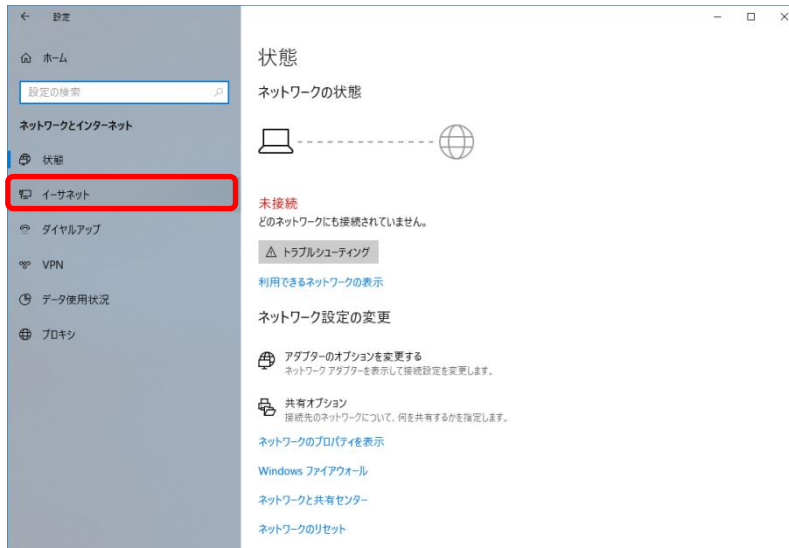 設定
ホーム
設定の検索
ネットワークとインターネット
状態
イーサネット
ダイヤルアップ
VPN
データ使用状況
プロキシ
状態
ネットワークの状態
未接続
どのネットワークにも接続されていません。
トラブルシューティング
利用できるネットワークの表示
ネットワーク設定の変更
アダプターのオプションを変更する
ネットワーク アダプターを表示して接続設定を変更します。
共有オプション
接続先のネットワークについて、何を共有するかを指定します。
ネットワークのプロパティを表示
Windows ファイアウォール
ネットワークと共有センター
ネットワークのリセット